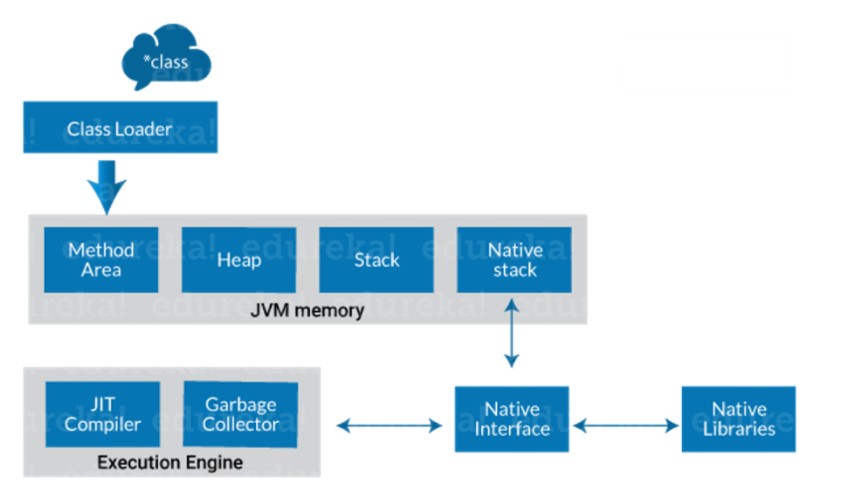 *class
Class Loader
Method
Area
Heap
Stack
Native
stack
JVM memory
JIT
Compiler
Garbage
Collector
Execution Engine
Native
Interface
Native
Libraries
edureka!